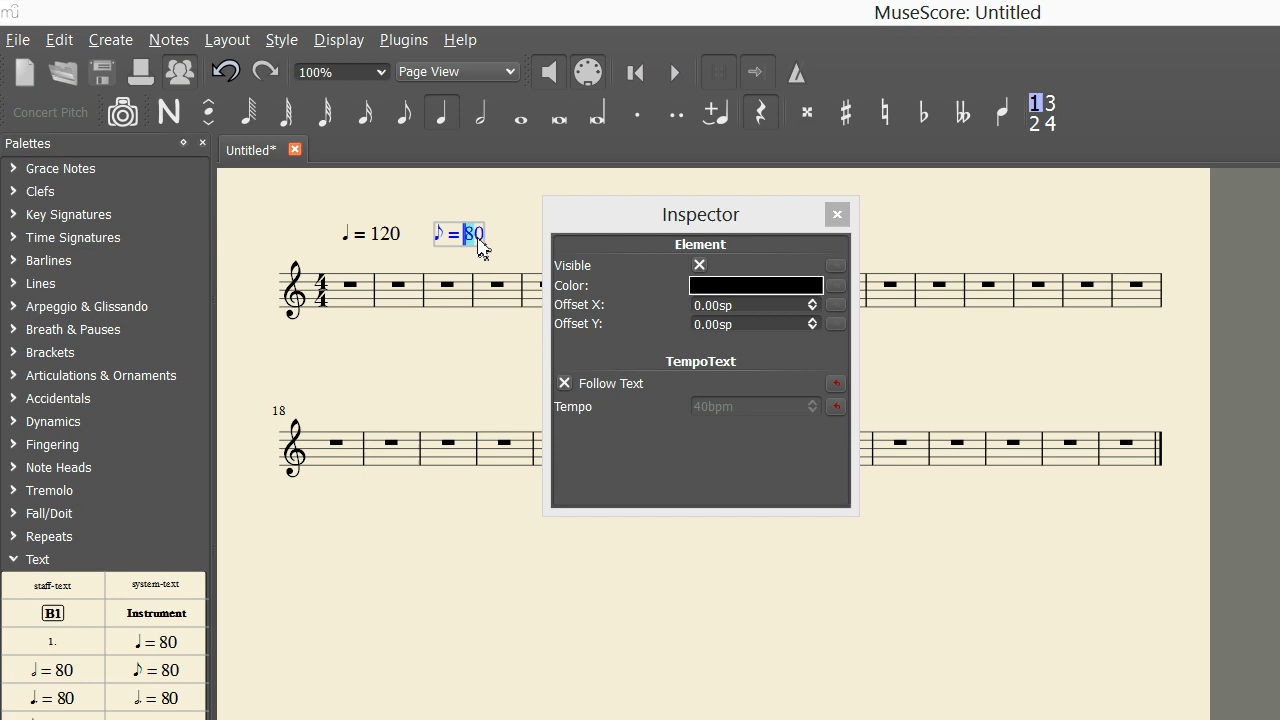 MuseScore: Untitled
File Edit Create Notes Layout Style Display Plugins Help
100% Page View
Concert Pitch N 1 3
2 4
Palettes
Untitled*
Grace Notes
Clefs
Key Signatures
Time Signatures
Barlines
Lines
Arpeggio & Glissando
Breath & Pauses
Brackets
Articulations & Ornaments
Accidentals
Dynamics
Fingering
Note Heads
Tremolo
Fall/Doit
Repeats
Text
staff-text system-text
B1 Instrument
1. ♩ = 80
𝅗𝅥 = 80 ♪ = 80
♩. = 80 𝅗𝅥. = 80
♩ = 120 ♪ = 80
4
4
18
Inspector
Element
Visible
Color:
Offset X: 0.00sp
Offset Y: 0.00sp
TempoText
Follow Text
Tempo 40bpm